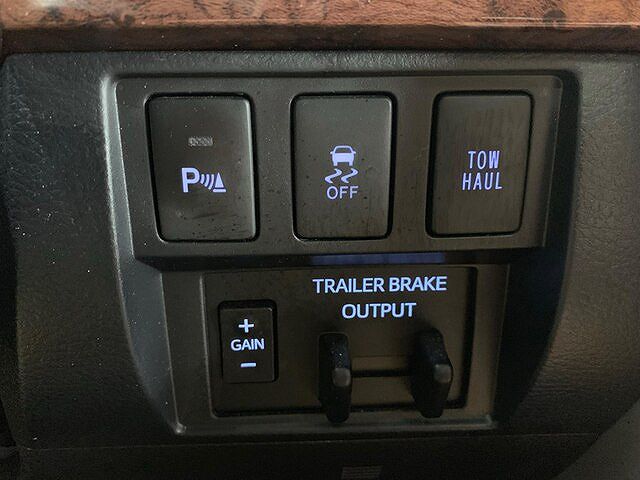 P
OFF
TOW
HAUL
TRAILER BRAKE
OUTPUT
+
GAIN
-